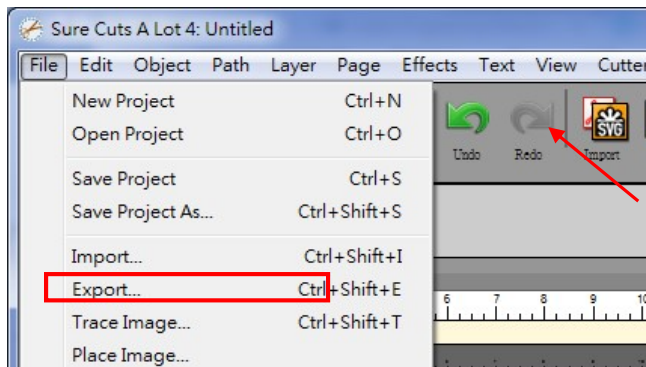 Sure Cuts A Lot 4: Untitled
File Edit Object Path Layer Page Effects Text View Cutter
New Project Ctrl+N
Open Project Ctrl+O
Save Project Ctrl+S
Save Project As... Ctrl+Shift+S
Import... Ctrl+Shift+I
Export... Ctrl+Shift+E
Trace Image... Ctrl+Shift+T
Place Image...
Undo Redo Import
SVG
6 7 8 9 10